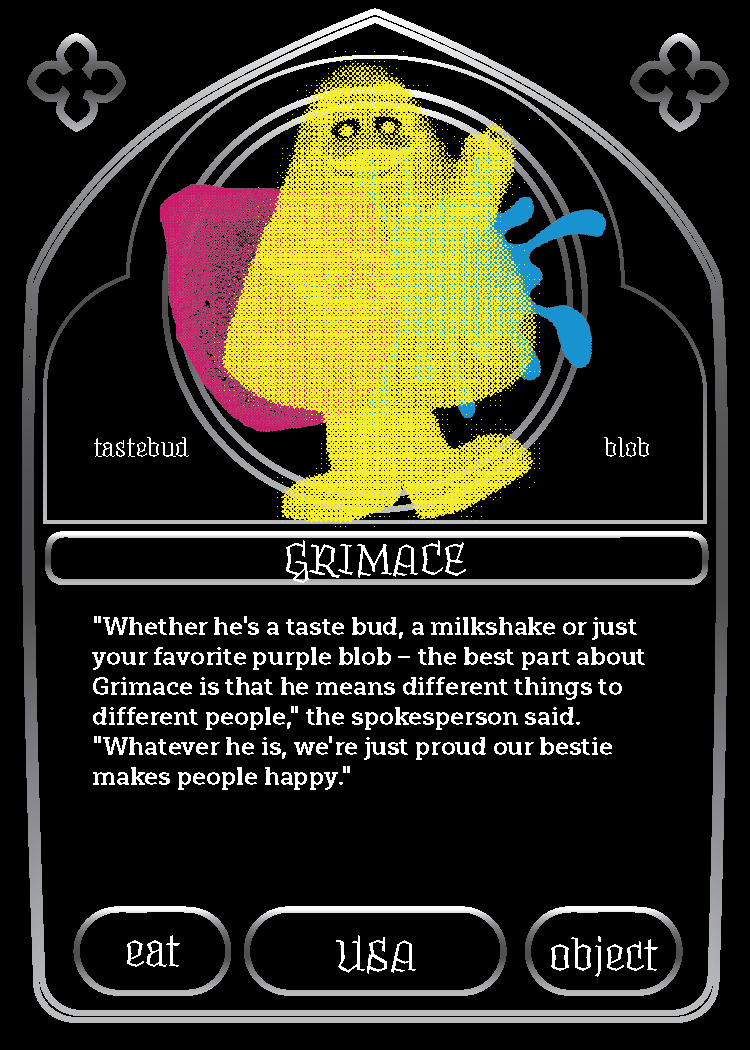 tastebud
blob
GRIMACE
"Whether he's a taste bud, a milkshake or just
your favorite purple blob – the best part about
Grimace is that he means different things to
different people," the spokesperson said.
"Whatever he is, we're just proud our bestie
makes people happy."
eat
USA
object